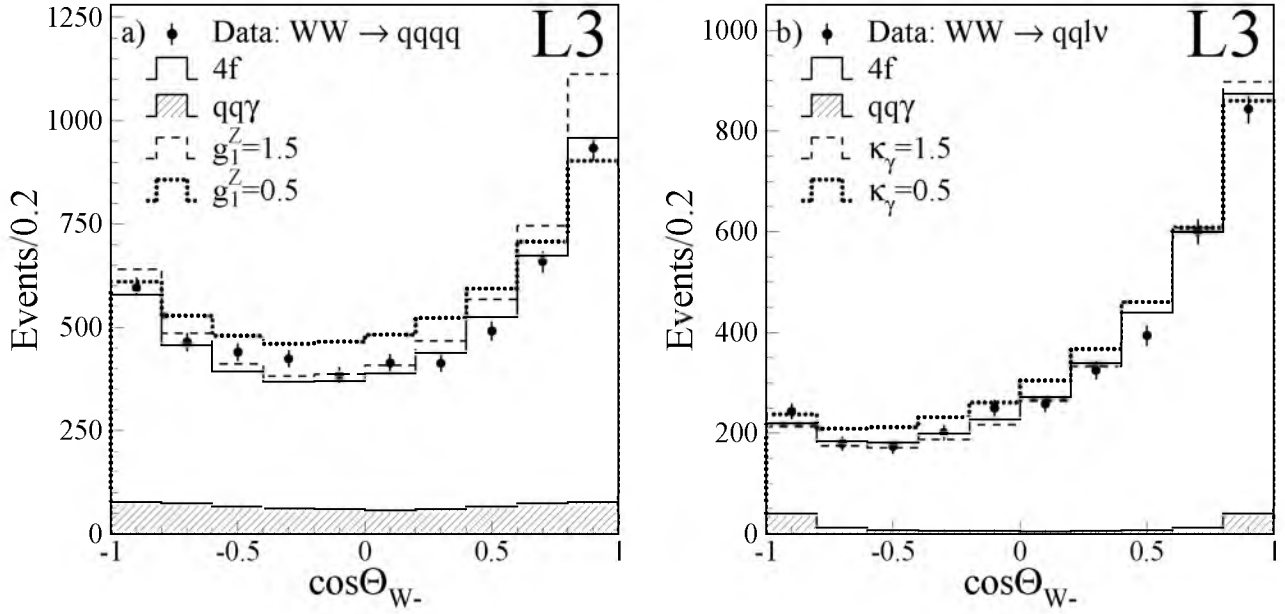 a) Data: WW → qqqq L3
4f
qqγ
g₁ᶻ=1.5
g₁ᶻ=0.5
Events/0.2
1250
1000
750
500
250
0
-1 -0.5 0 0.5 1
cosΘW-
b) Data: WW → qqlν L3
4f
qqγ
κγ=1.5
κγ=0.5
Events/0.2
1000
800
600
400
200
0
-1 -0.5 0 0.5 1
cosΘW-